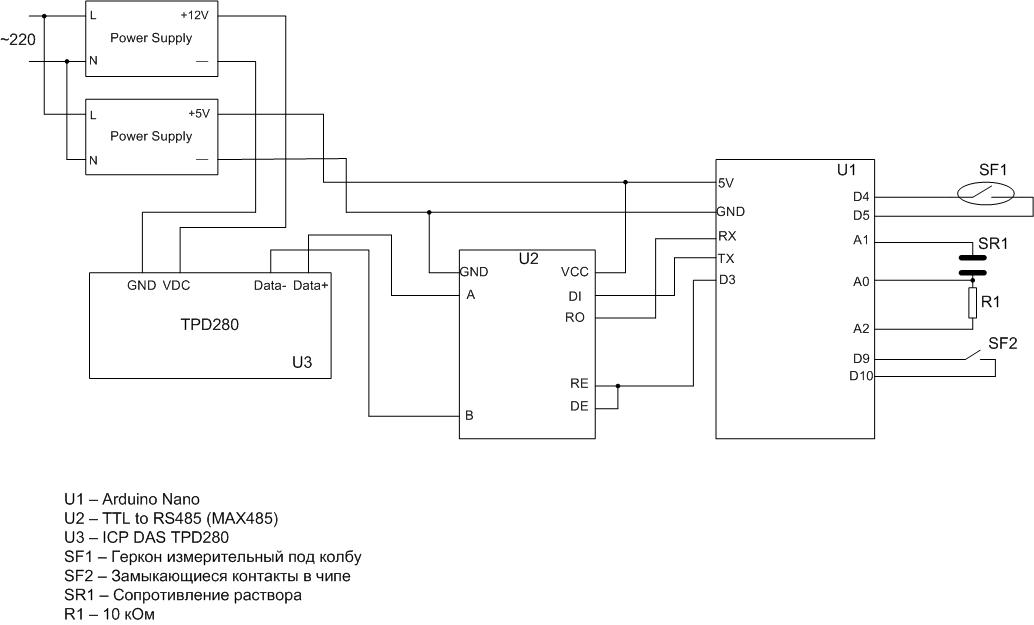 L
+12V
~220
Power Supply
N
—
L
+5V
Power Supply
N
—
U1
SF1
5V
D4
GND
D5
RX
A1
SR1
U2
TX
GND
VCC
D3
A0
GND VDC
Data- Data+
A
DI
R1
RO
TPD280
A2
SF2
U3
D9
RE
D10
DE
B
U1 – Arduino Nano
U2 – TTL to RS485 (MAX485)
U3 – ICP DAS TPD280
SF1 – Геркон измерительный под колбу
SF2 – Замыкающиеся контакты в чипе
SR1 – Сопротивление раствора
R1 – 10 кОм